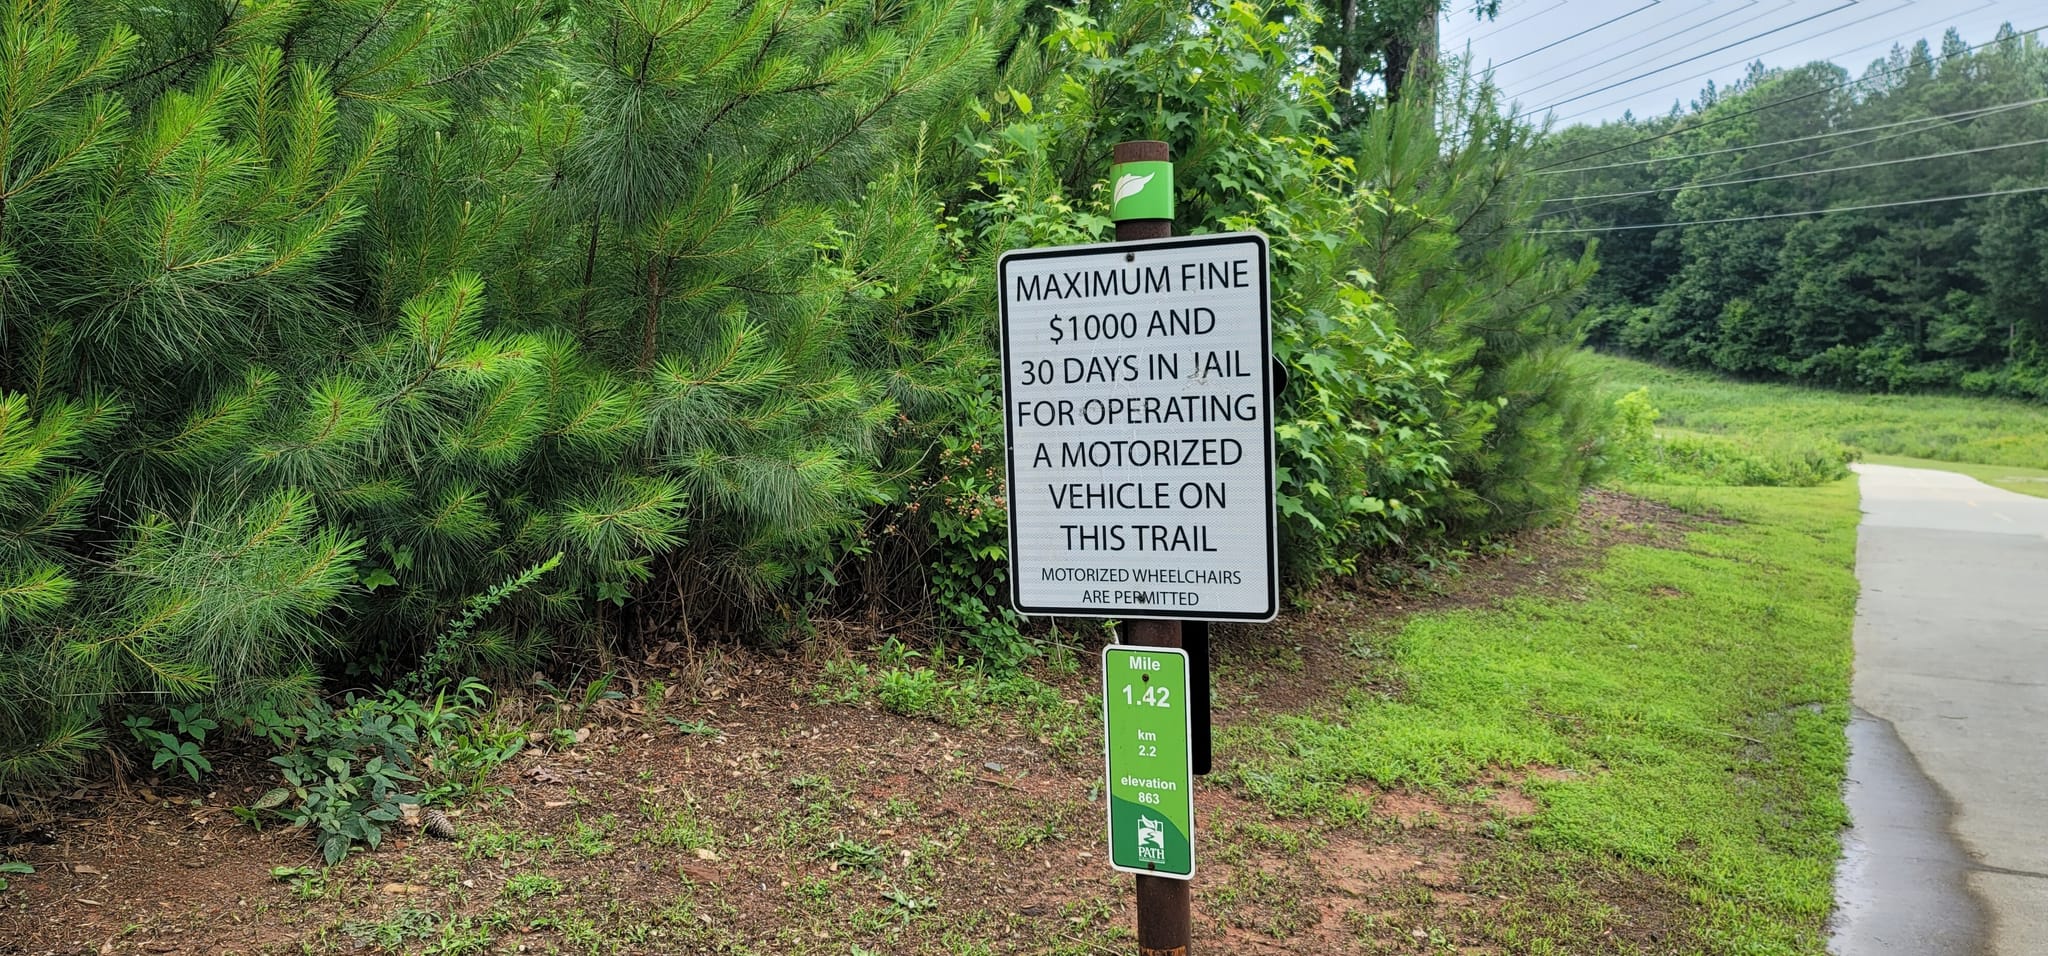 MAXIMUM FINE
$1000 AND
30 DAYS IN JAIL
FOR OPERATING
A MOTORIZED
VEHICLE ON
THIS TRAIL
MOTORIZED WHEELCHAIRS
ARE PERMITTED
Mile
1.42
km
2.2
elevation
863
PATH